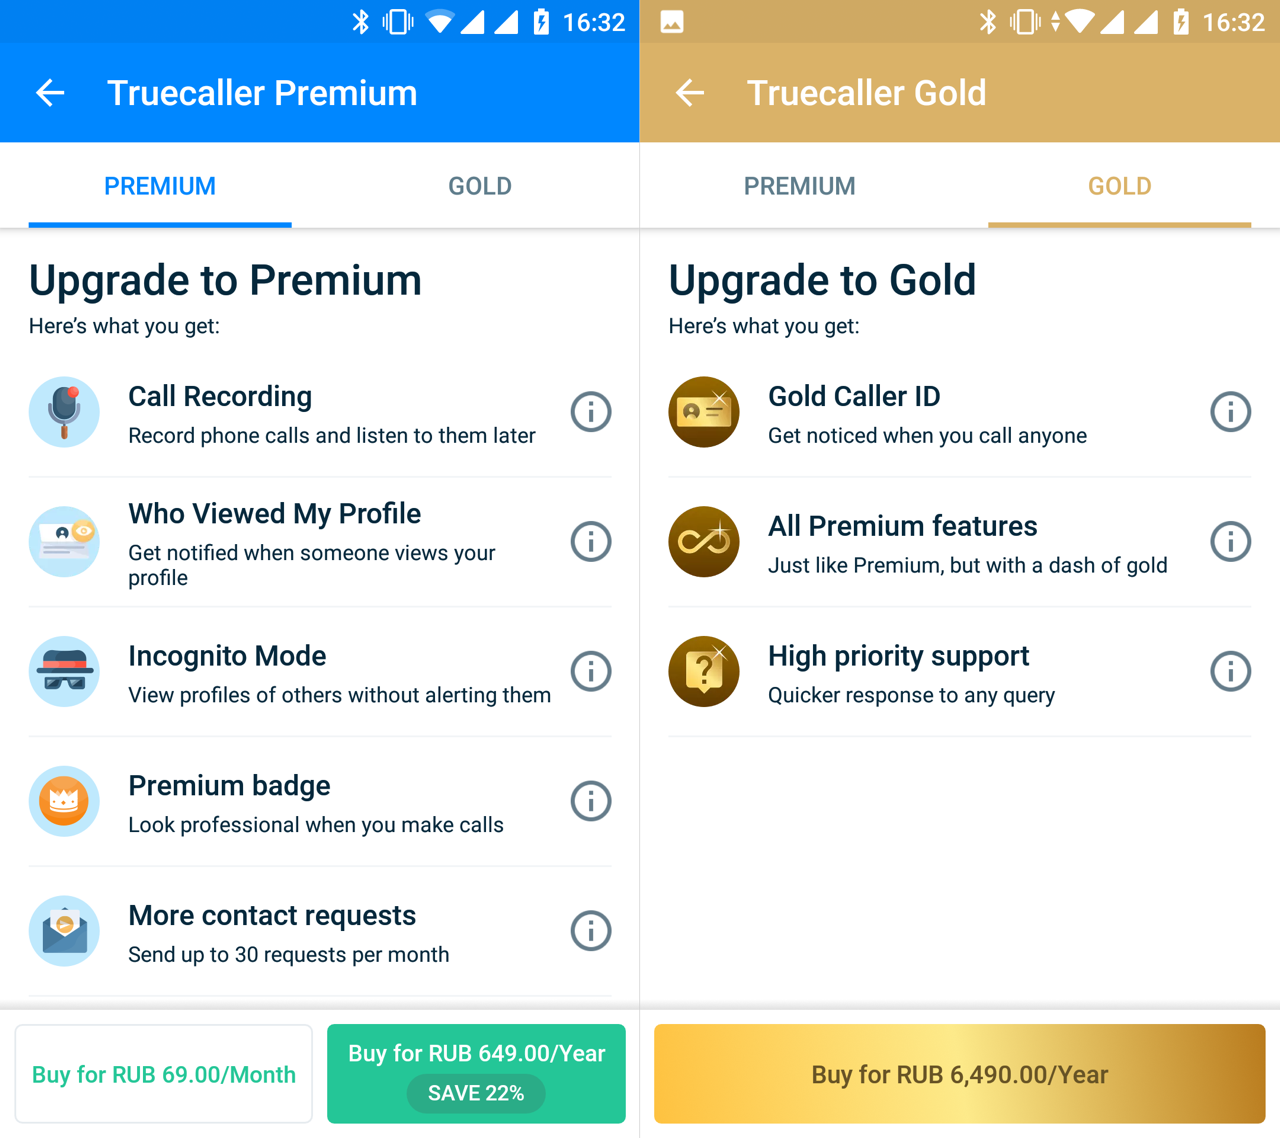 16:32
Truecaller Premium
PREMIUM GOLD
Upgrade to Premium
Here's what you get:
Call Recording
Record phone calls and listen to them later
Who Viewed My Profile
Get notified when someone views your
profile
Incognito Mode
View profiles of others without alerting them
Premium badge
Look professional when you make calls
More contact requests
Send up to 30 requests per month
Buy for RUB 69.00/Month
Buy for RUB 649.00/Year
SAVE 22%
16:32
Truecaller Gold
PREMIUM GOLD
Upgrade to Gold
Here's what you get:
Gold Caller ID
Get noticed when you call anyone
All Premium features
Just like Premium, but with a dash of gold
High priority support
Quicker response to any query
Buy for RUB 6,490.00/Year